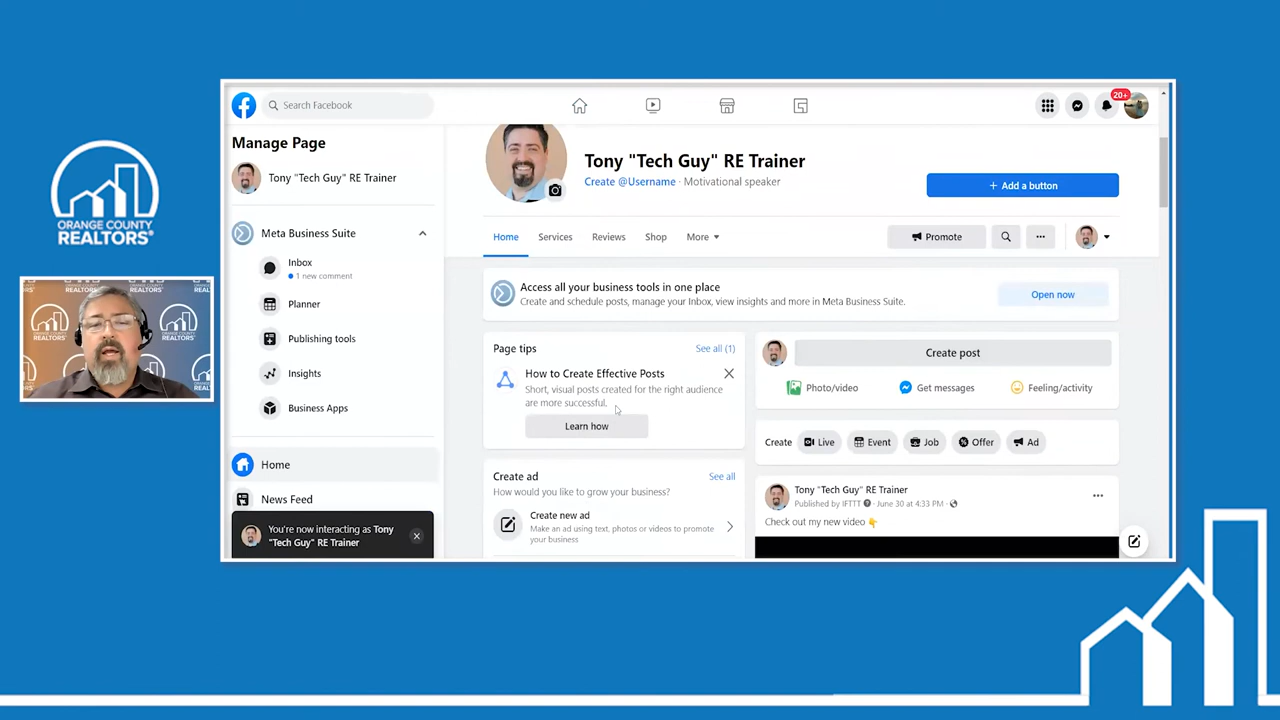 ORANGE COUNTY
REALTORS®
Search Facebook
20+
Manage Page
Tony "Tech Guy" RE Trainer
Meta Business Suite
Inbox
1 new comment
Planner
Publishing tools
Insights
Business Apps
Home
News Feed
You're now interacting as Tony
"Tech Guy" RE Trainer
Tony "Tech Guy" RE Trainer
Create @Username · Motivational speaker
+ Add a button
Home
Services
Reviews
Shop
More
Promote
Access all your business tools in one place
Create and schedule posts, manage your Inbox, view insights and more in Meta Business Suite.
Open now
Page tips
See all (1)
How to Create Effective Posts
Short, visual posts created for the right audience
are more successful.
Learn how
Create ad
See all
How would you like to grow your business?
Create new ad
Make an ad using text, photos or videos to promote
your business
Create post
Photo/video
Get messages
Feeling/activity
Create
Live
Event
Job
Offer
Ad
Tony "Tech Guy" RE Trainer
Published by IFTTT · June 30 at 4:33 PM ·
Check out my new video 👇